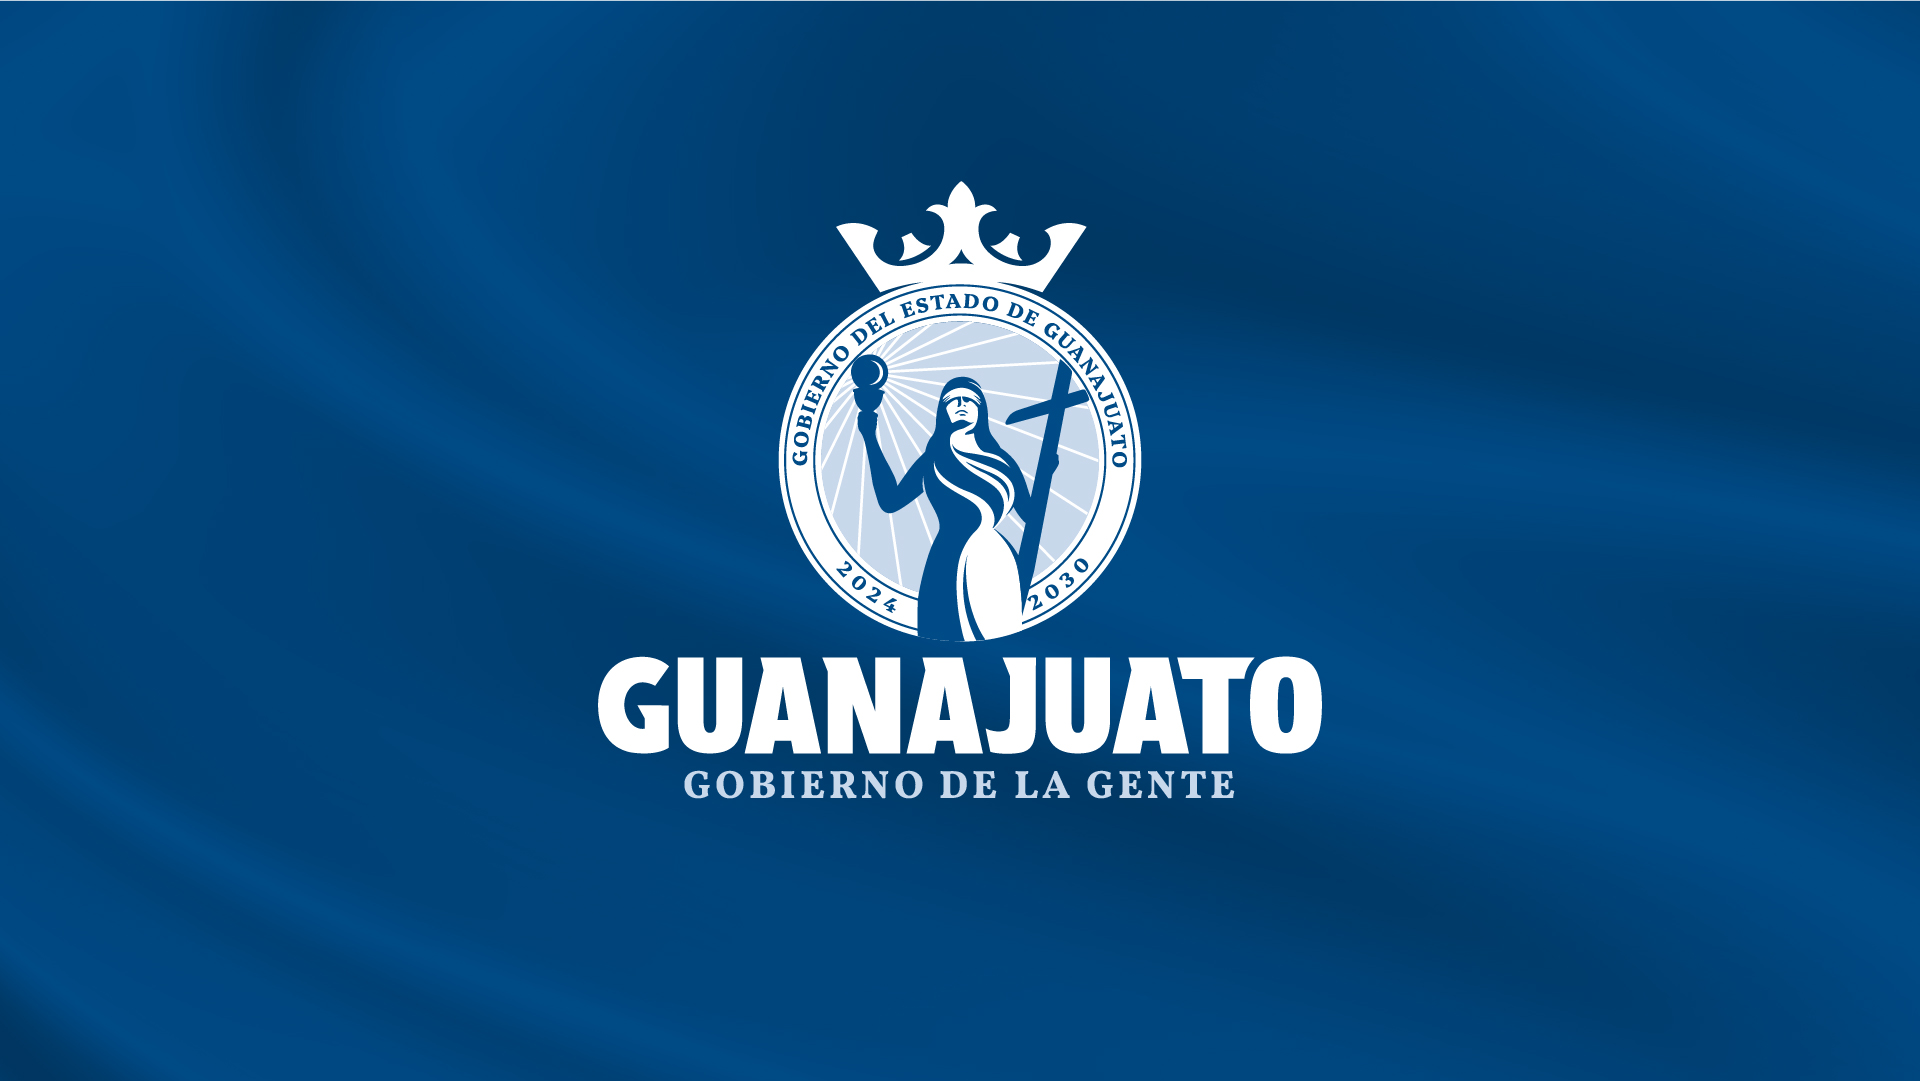 GOBIERNO DEL ESTADO DE GUANAJUATO
2024 2030
GUANAJUATO
GOBIERNO DE LA GENTE